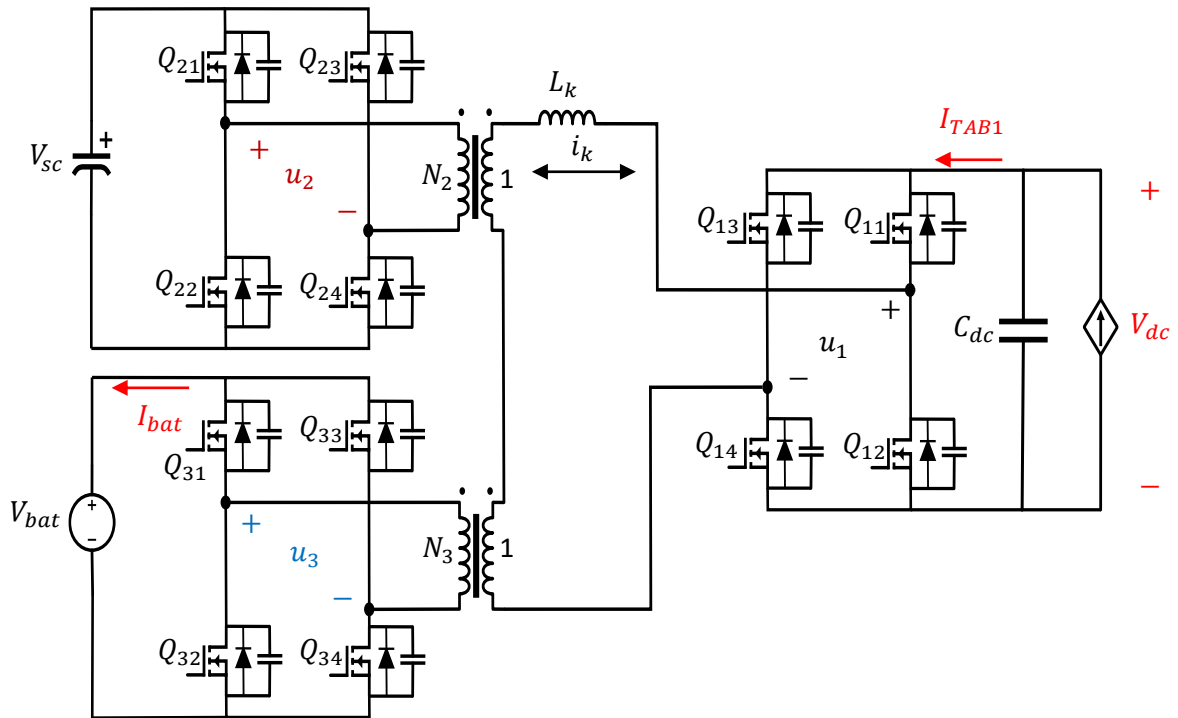 Q21
Q23
Lk
ITAB1
+
Vsc
+
u2
−
N2
1
ik
Q13
Q11
+
Q22
Q24
+
u1
−
Cdc
Vdc
Ibat
Q31
Q33
Q14
Q12
−
Vbat
+
−
+
u3
−
N3
1
Q32
Q34